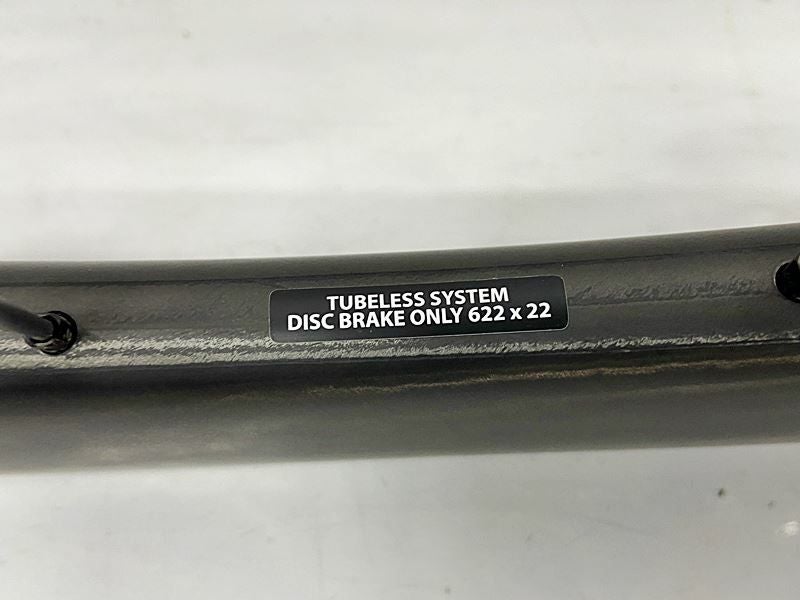 TUBELESS SYSTEM
DISC BRAKE ONLY 622 x 22